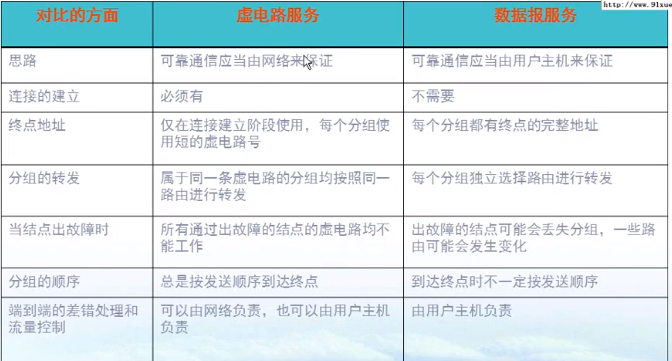 http://www.91xue
对比的方面 虚电路服务 数据报服务
思路 可靠通信应当由网络来保证 可靠通信应当由用户主机来保证
连接的建立 必须有 不需要
终点地址 仅在连接建立阶段使用，每个分组使 每个分组都有终点的完整地址
用短的虚电路号
分组的转发 属于同一条虚电路的分组均按照同一 每个分组独立选择路由进行转发
路由进行转发
当结点出故障时 所有通过出故障的结点的虚电路均不 出故障的结点可能会丢失分组，一些路
能工作 由可能会发生变化
分组的顺序 总是按发送顺序到达终点 到达终点时不一定按发送顺序
端到端的差错处理和 可以由网络负责，也可以由用户主机 由用户主机负责
流量控制 负责